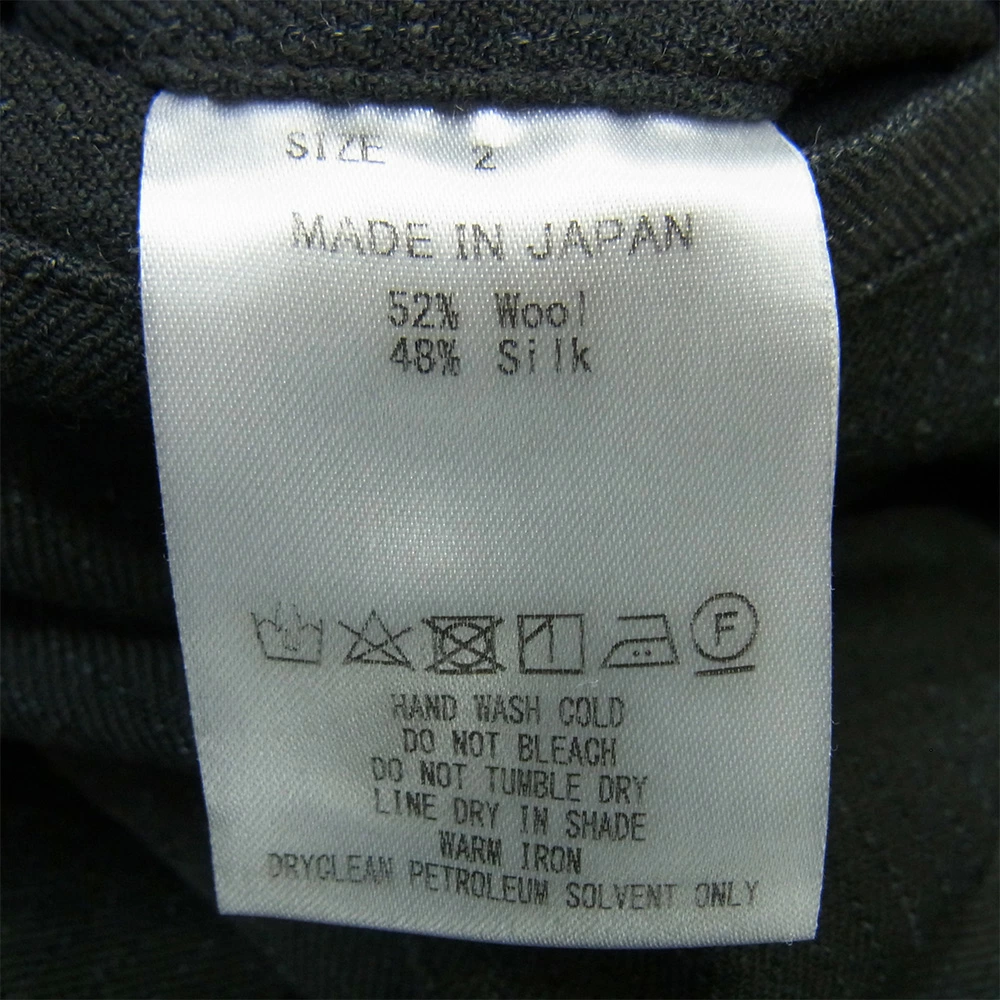 SIZE 2
MADE IN JAPAN
52% Wool
48% Silk
F
HAND WASH COLD
DO NOT BLEACH
DO NOT TUMBLE DRY
LINE DRY IN SHADE
WARM IRON
DRYCLEAN PETROLEUM SOLVENT ONLY